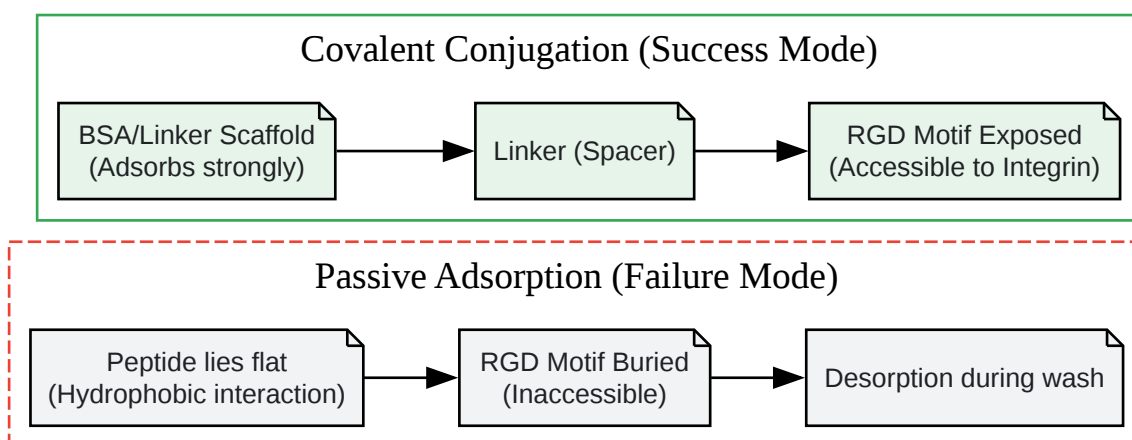 Covalent Conjugation (Success Mode)
BSA/Linker Scaffold
(Adsorbs strongly)
Linker (Spacer)
RGD Motif Exposed
(Accessible to Integrin)
Passive Adsorption (Failure Mode)
Peptide lies flat
(Hydrophobic interaction)
RGD Motif Buried
(Inaccessible)
Desorption during wash